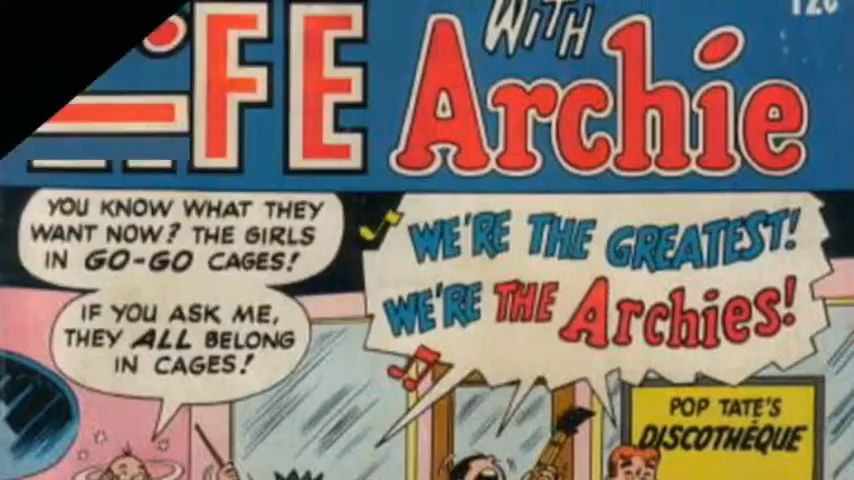 FE WITH Archie
12¢
YOU KNOW WHAT THEY
WANT NOW? THE GIRLS
IN GO-GO CAGES!
IF YOU ASK ME,
THEY ALL BELONG
IN CAGES!
WE'RE THE GREATEST!
WE'RE THE Archies!
POP TATE'S
DISCOTHÈQUE